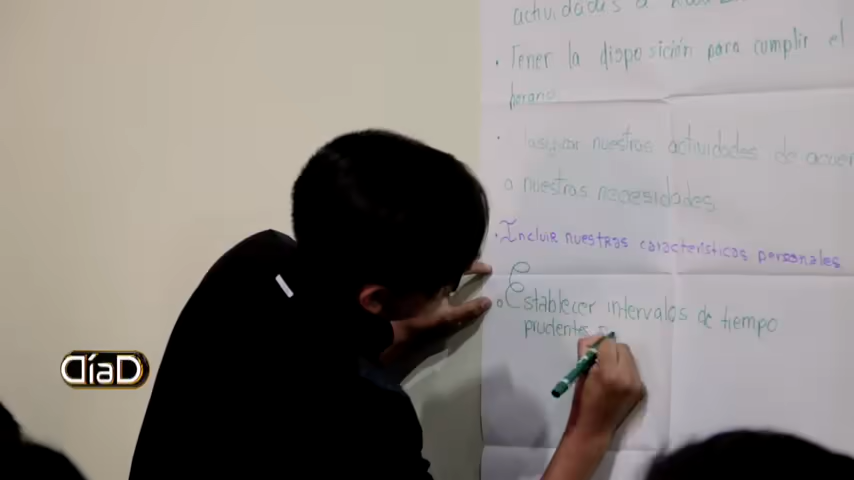 actividades a
• Tener la disposición para cumplir el
horario
nuestras actividades de acuer
a nuestras necesidades.
• Incluir nuestras características personales
• Establecer intervalos de tiempo
prudentes
DíaD